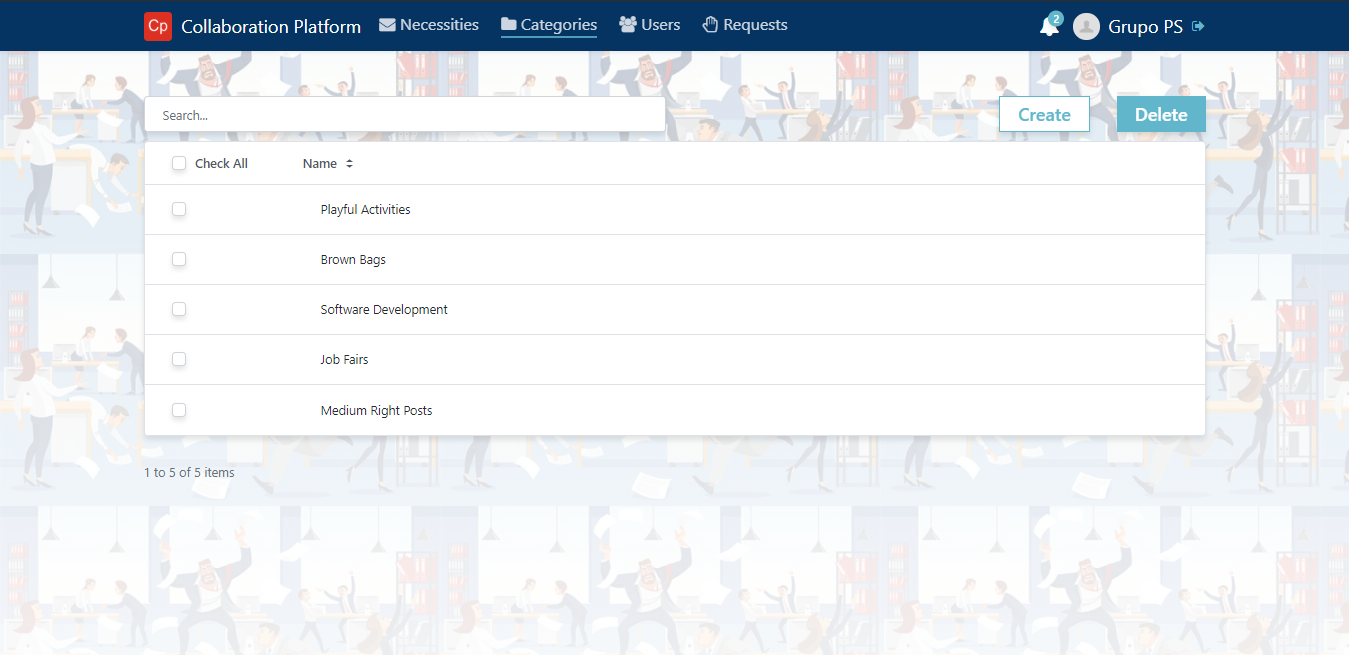 Cp Collaboration Platform Necessities Categories Users Requests 2 Grupo PS
Search...
Create Delete
Check All Name
Playful Activities
Brown Bags
Software Development
Job Fairs
Medium Right Posts
1 to 5 of 5 items